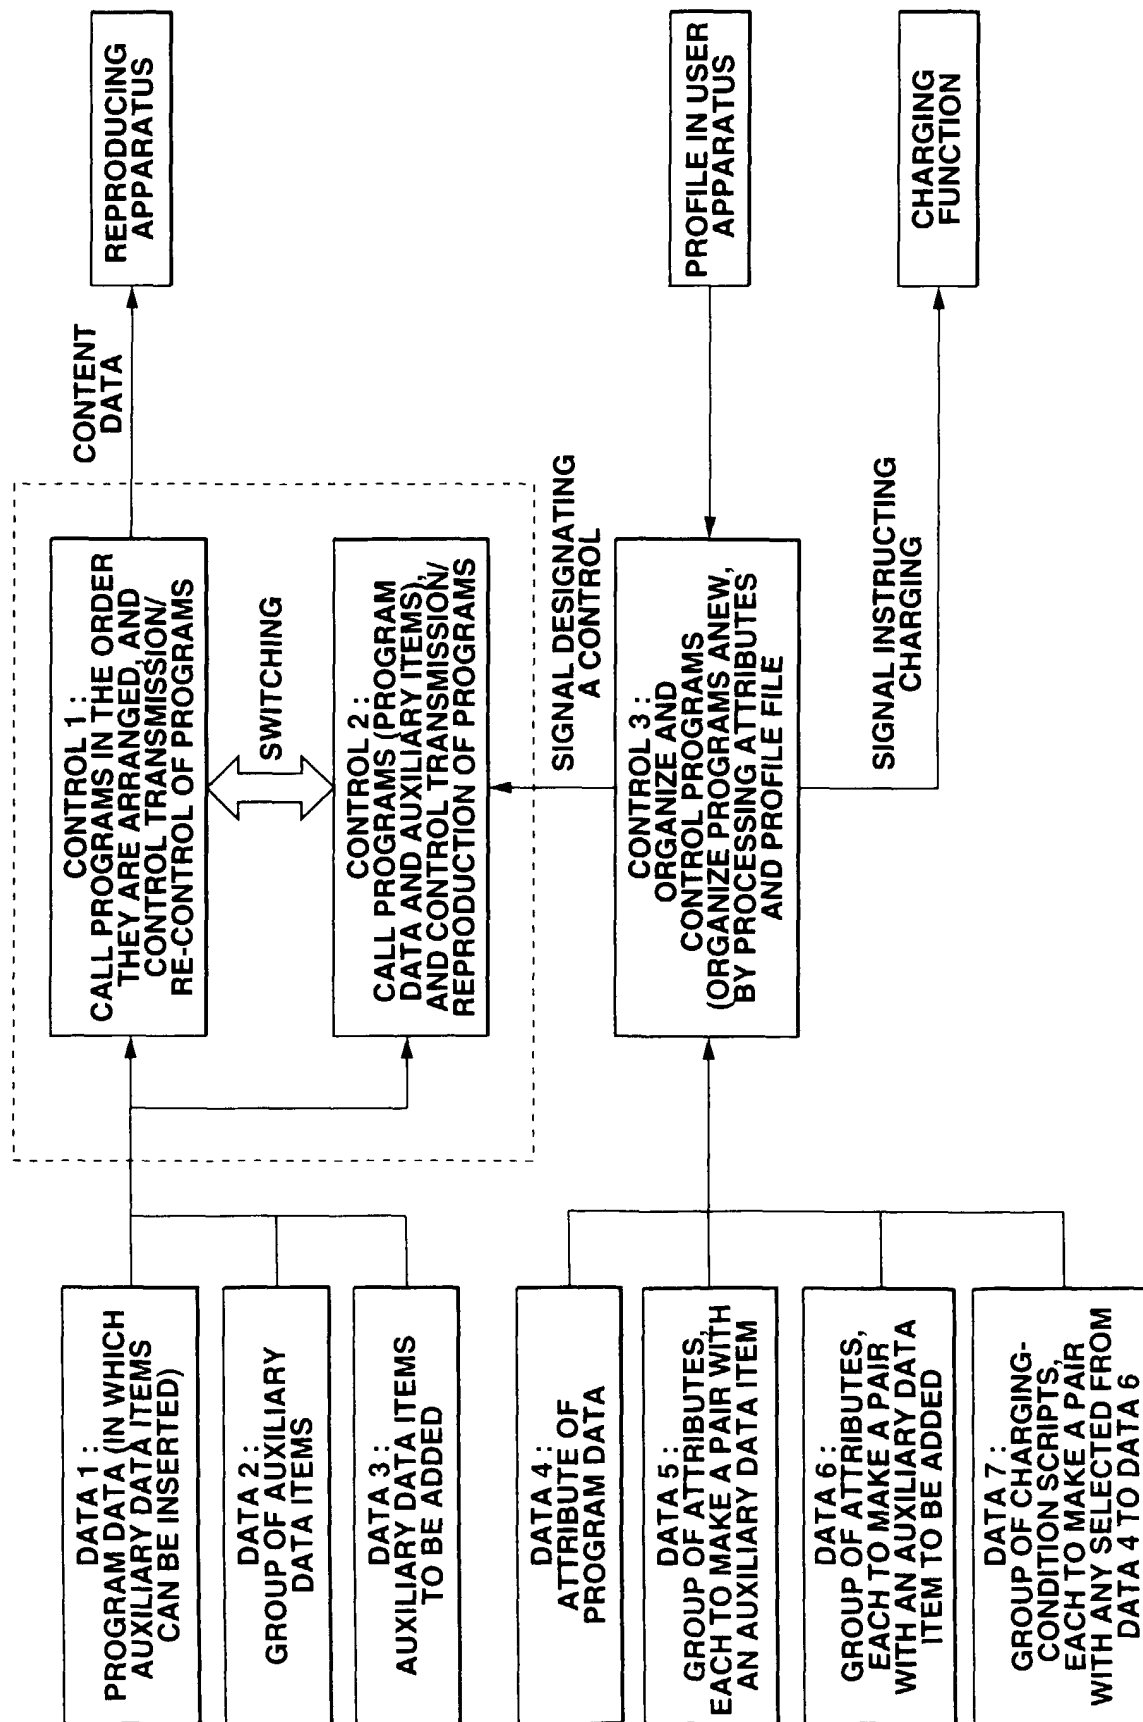 DATA 1 :
PROGRAM DATA (IN WHICH
AUXILIARY DATA ITEMS
CAN BE INSERTED)
DATA 2 :
GROUP OF AUXILIARY
DATA ITEMS
DATA 3 :
AUXILIARY DATA ITEMS
TO BE ADDED
DATA 4 :
ATTRIBUTE OF
PROGRAM DATA
DATA 5 :
GROUP OF ATTRIBUTES,
EACH TO MAKE A PAIR WITH
AN AUXILIARY DATA ITEM
DATA 6 :
GROUP OF ATTRIBUTES,
EACH TO MAKE A PAIR
WITH AN AUXILIARY DATA
ITEM TO BE ADDED
DATA 7 :
GROUP OF CHARGING-
CONDITION SCRIPTS,
EACH TO MAKE A PAIR
WITH ANY SELECTED FROM
DATA 4 TO DATA 6
CONTROL 1 :
CALL PROGRAMS IN THE ORDER
THEY ARE ARRANGED, AND
CONTROL TRANSMISSION/
RE-CONTROL OF PROGRAMS
SWITCHING
CONTROL 2 :
CALL PROGRAMS (PROGRAM
DATA AND AUXILIARY ITEMS),
AND CONTROL TRANSMISSION/
REPRODUCTION OF PROGRAMS
SIGNAL DESIGNATING
A CONTROL
CONTROL 3 :
ORGANIZE AND
CONTROL PROGRAMS
(ORGANIZE PROGRAMS ANEW,
BY PROCESSING ATTRIBUTES
AND PROFILE FILE
SIGNAL INSTRUCTING
CHARGING
CONTENT
DATA
REPRODUCING
APPARATUS
PROFILE IN USER
APPARATUS
CHARGING
FUNCTION